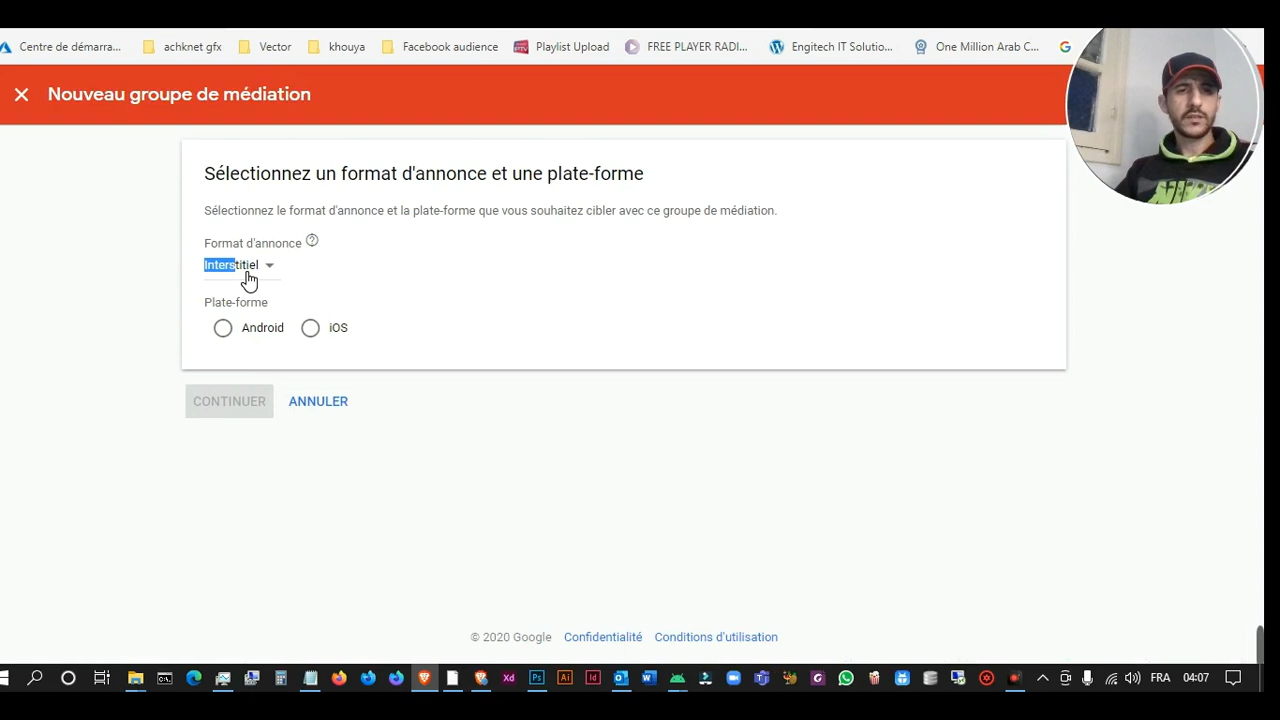 Centre de démarra... achknet gfx Vector khouya Facebook audience Playlist Upload FREE PLAYER RADI... Engitech IT Solutio... One Million Arab C...
Nouveau groupe de médiation
Sélectionnez un format d'annonce et une plate-forme
Sélectionnez le format d'annonce et la plate-forme que vous souhaitez cibler avec ce groupe de médiation.
Format d'annonce
Interstitiel
Plate-forme
Android iOS
CONTINUER ANNULER
© 2020 Google Confidentialité Conditions d'utilisation
FRA 04:07